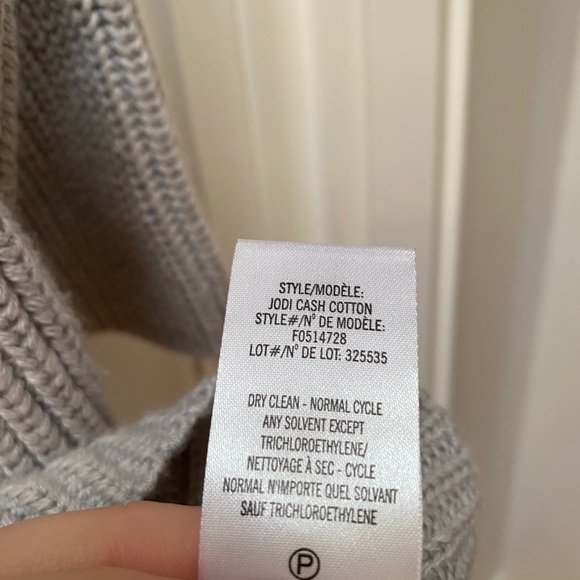 STYLE/MODÈLE:
JODI CASH COTTON
STYLE#/N° DE MODÈLE:
F0514728
LOT#/N° DE LOT: 325535
DRY CLEAN - NORMAL CYCLE
ANY SOLVENT EXCEPT
TRICHLOROETHYLENE/
NETTOYAGE À SEC - CYCLE
NORMAL N'IMPORTE QUEL SOLVANT
SAUF TRICHLOROETHYLENE
P